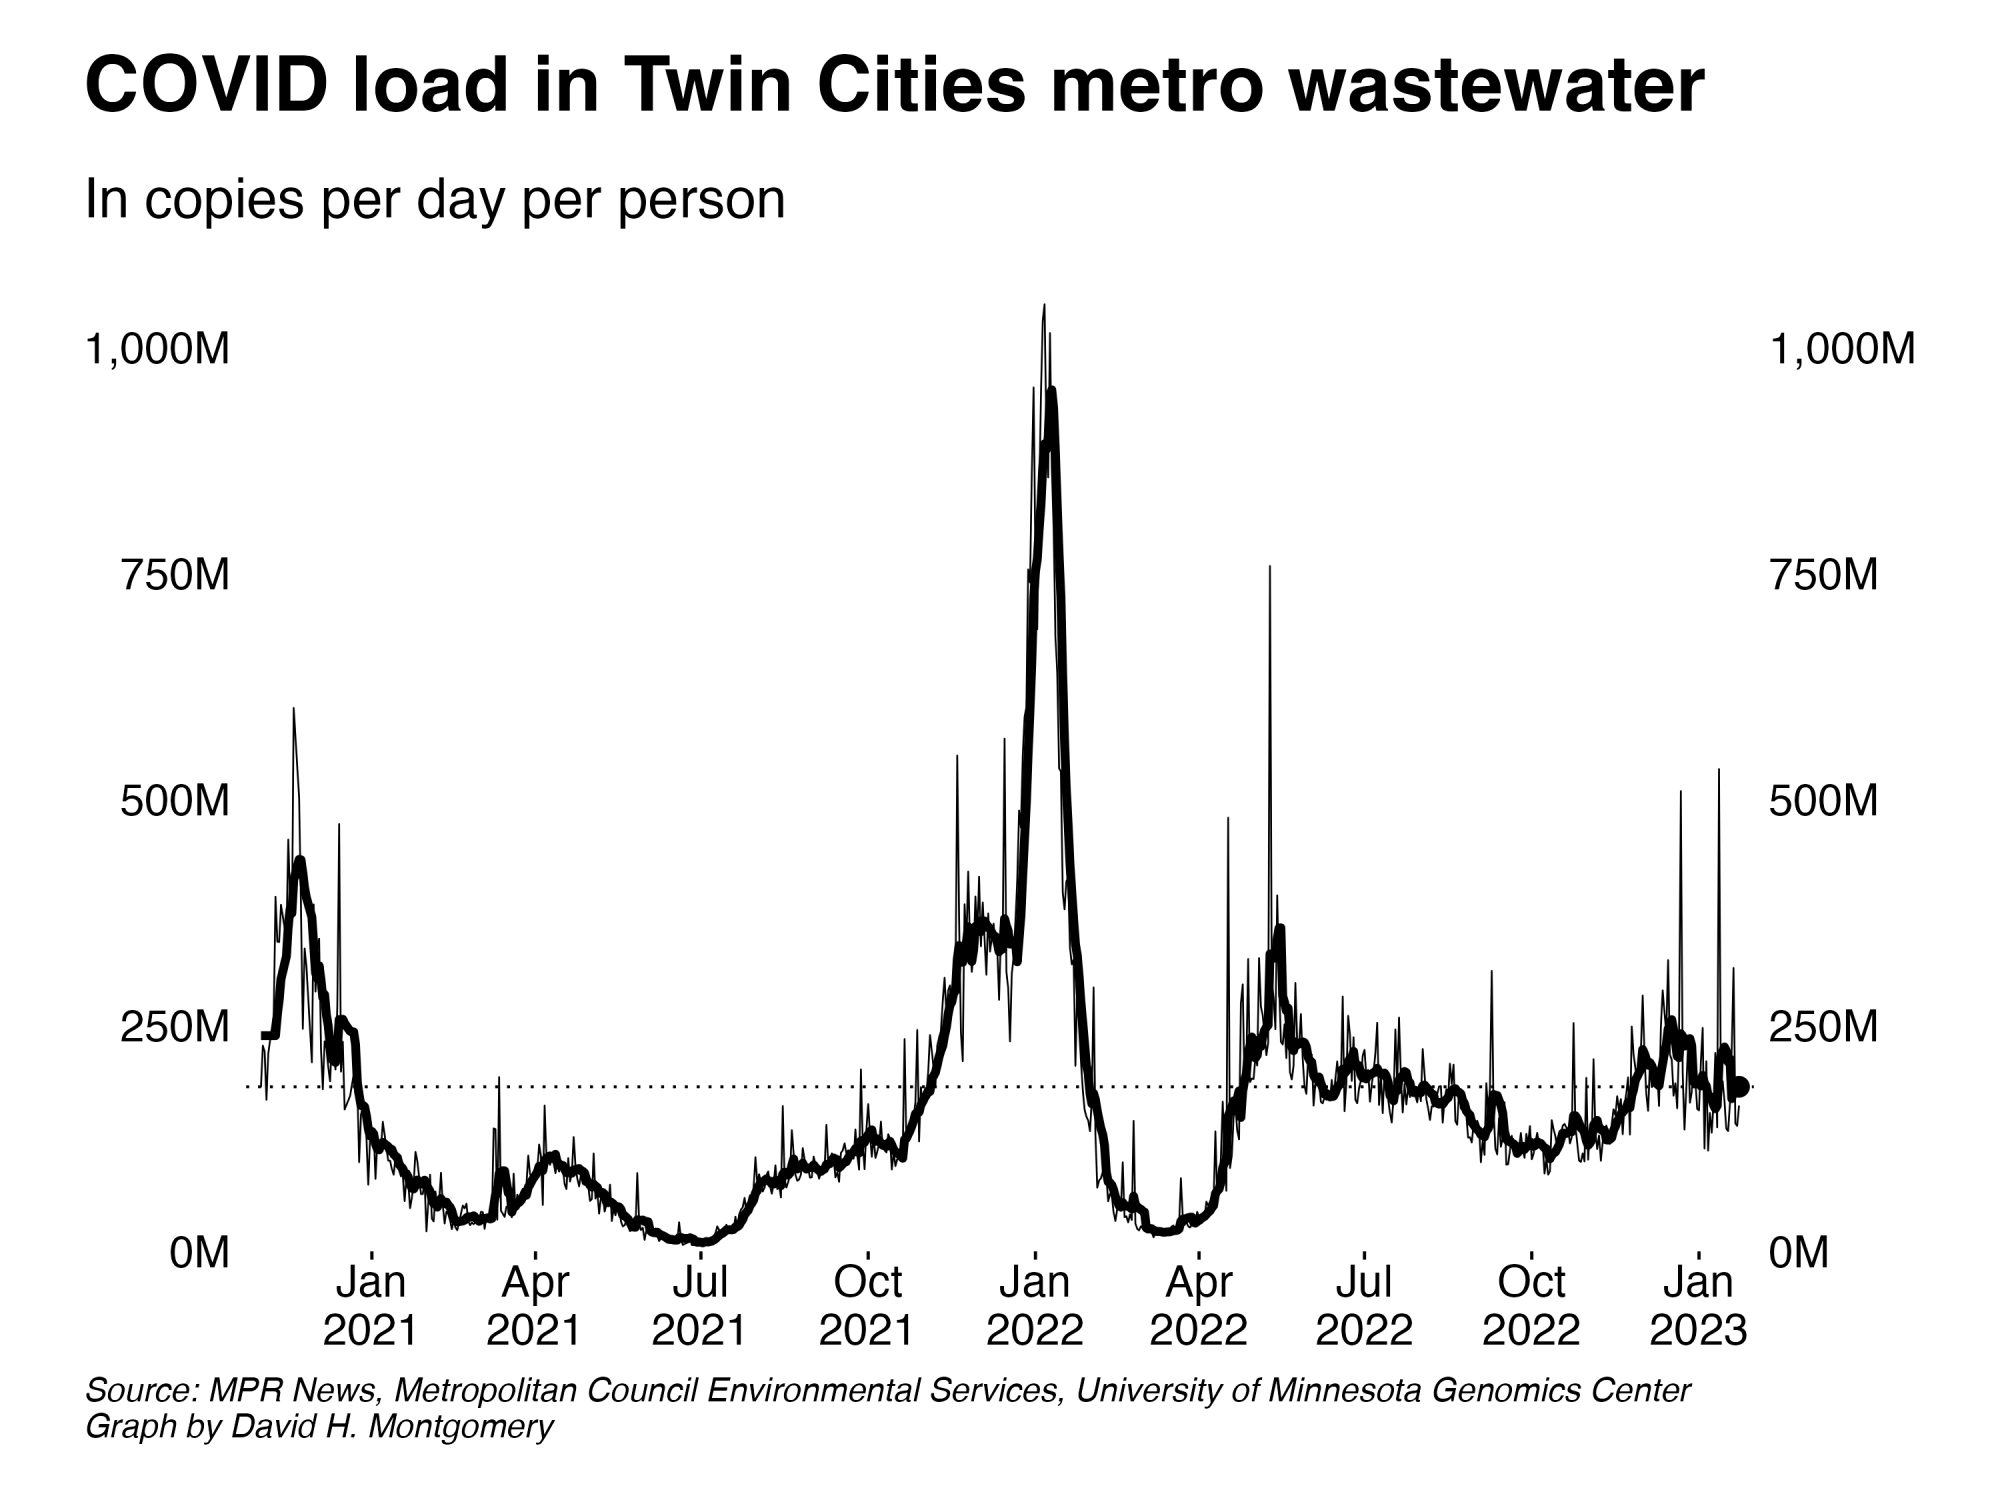 COVID load in Twin Cities metro wastewater
In copies per day per person
1,000M 1,000M
750M 750M
500M 500M
250M 250M
0M 0M
Jan Apr Jul Oct Jan Apr Jul Oct Jan
2021 2021 2021 2021 2022 2022 2022 2022 2023
Source: MPR News, Metropolitan Council Environmental Services, University of Minnesota Genomics Center
Graph by David H. Montgomery